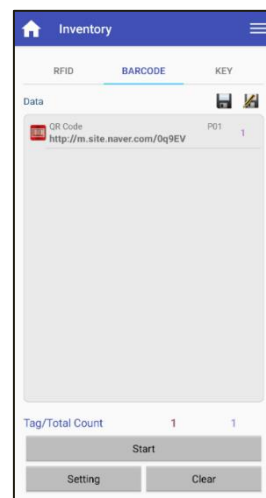 Inventory
RFID BARCODE KEY
Data
QR Code P01 1
http://m.site.naver.com/0q9EV
Tag/Total Count 1 1
Start
Setting Clear